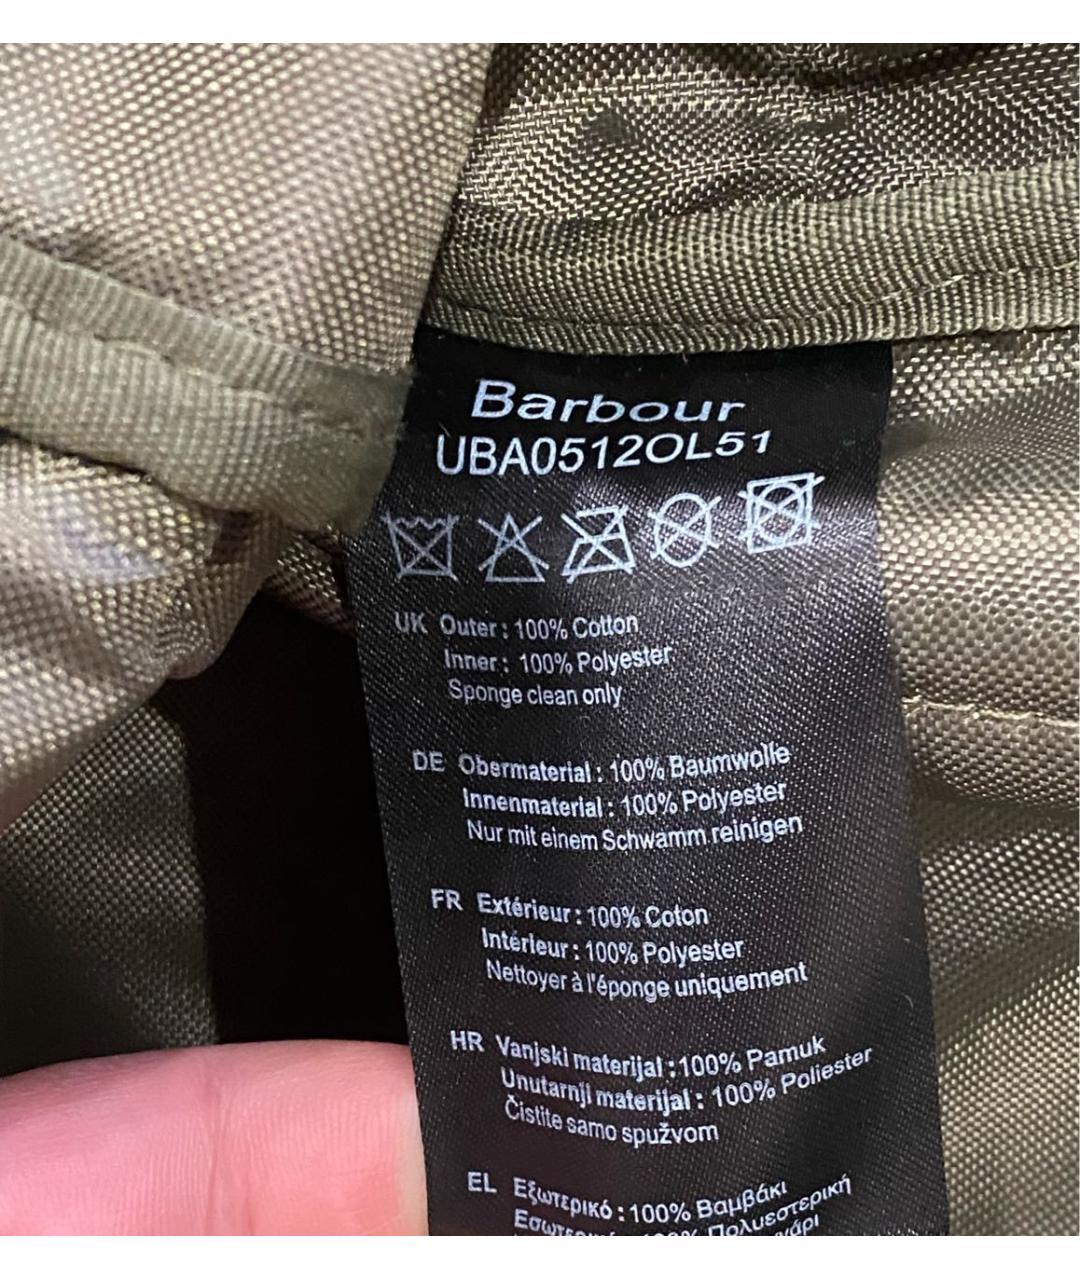 Barbour
UBA0512OL51
UK Outer : 100% Cotton
Inner : 100% Polyester
Sponge clean only
DE Obermaterial : 100% Baumwolle
Innenmaterial : 100% Polyester
Nur mit einem Schwamm reinigen
FR Extérieur : 100% Coton
Intérieur : 100% Polyester
Nettoyer à l'éponge uniquement
HR Vanjski materijal : 100% Pamuk
Unutarnji materijal : 100% Poliester
Čistite samo spužvom
EL Εξωτερικό : 100% Βαμβάκι
100% Πολυεστερική